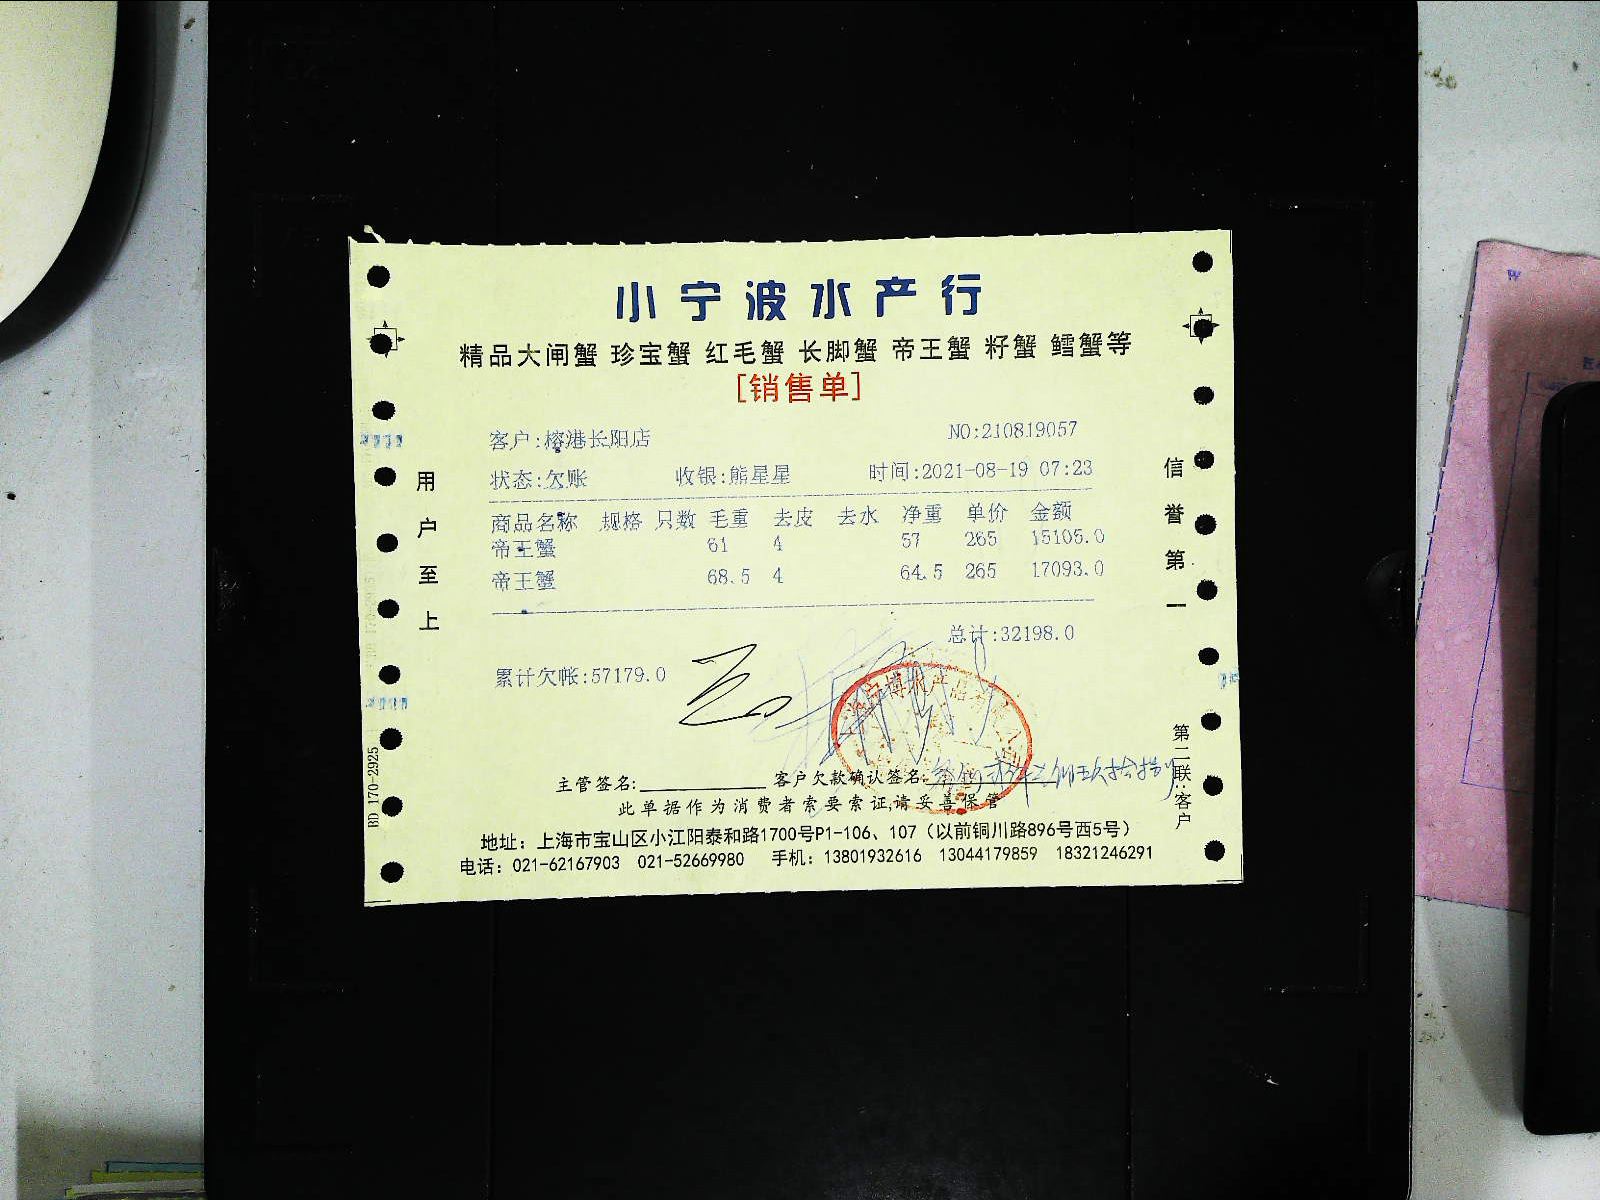 小宁波水产行
精品大闸蟹 珍宝蟹 红毛蟹 长脚蟹 帝王蟹 籽蟹 鳕蟹等
[销售单]
客户:榕港长阳店 NO:210819057
状态:欠账 收银:熊星星 时间:2021-08-19 07:23
商品名称 规格 只数 毛重 去皮 去水 净重 单价 金额
帝王蟹 61 4 57 265 15105.0
帝王蟹 68.5 4 64.5 265 17093.0
总计:32198.0
累计欠帐:57179.0
主管签名: 客户欠款确认签名:
此单据作为消费者索要索证,请妥善保管
地址：上海市宝山区小江阳泰和路1700号P1-106、107（以前铜川路896号西5号）
电话：021-62167903 021-52669980 手机：13801932616 13044179859 18321246291
用户至上
信誉第一
第二联:客户
BD 170-2925